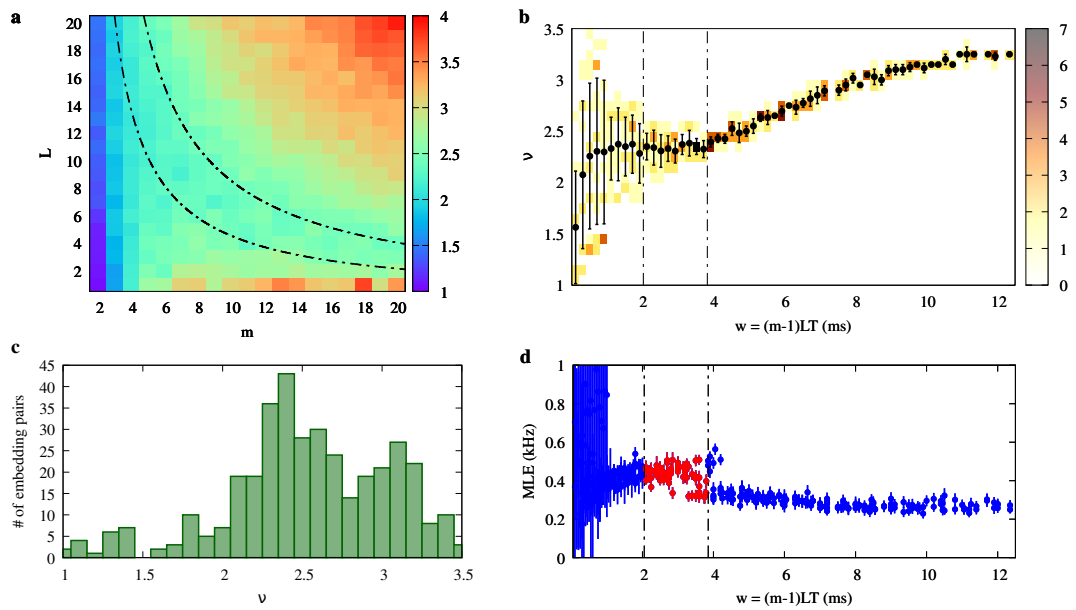 a
L
20
18
16
14
12
10
8
6
4
2
2 4 6 8 10 12 14 16 18 20
m
4
3.5
3
2.5
2
1.5
1
b
ν
3.5
3
2.5
2
1.5
1
0 2 4 6 8 10 12
w = (m-1)LT (ms)
7
6
5
4
3
2
1
0
c
# of embedding pairs
45
40
35
30
25
20
15
10
5
0
1 1.5 2 2.5 3 3.5
ν
d
MLE (kHz)
1
0.8
0.6
0.4
0.2
0
0 2 4 6 8 10 12
w = (m-1)LT (ms)